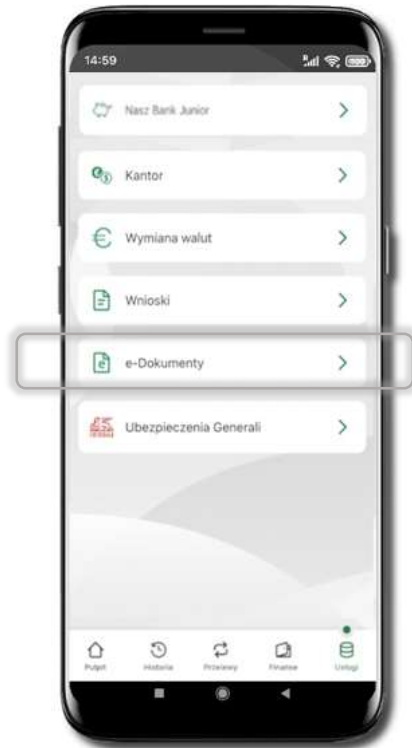 14:59
Nasz Bank Junior
Kantor
Wymiana walut
Wnioski
e-Dokumenty
Ubezpieczenia Generali
Pulpit Historia Przelewy Finanse Usługi